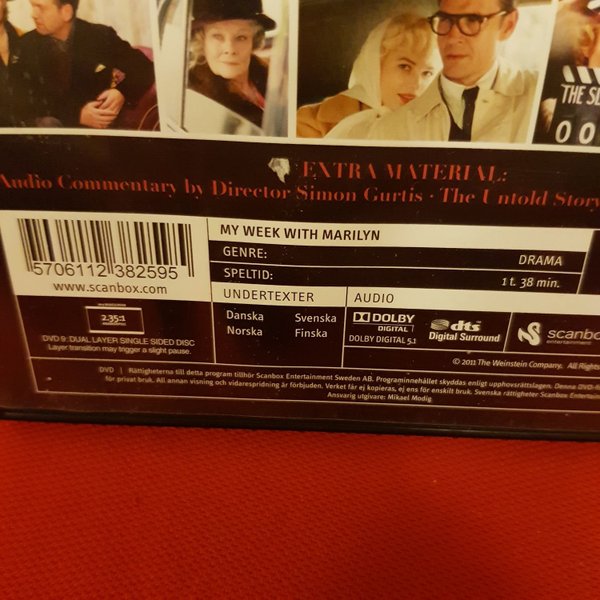 THE
00
EXTRA MATERIAL:
Audio Commentary by Director Simon Curtis · The Untold Story
5706112 382595
www.scanbox.com
2.35:1
DVD 9: DUAL LAYER SINGLE SIDED DISC
Layer transition may trigger a slight pause.
MY WEEK WITH MARILYN
GENRE: DRAMA
SPELTID: 1 t. 38 min.
UNDERTEXTER AUDIO
Danska Svenska
Norska Finska
DOLBY
DIGITAL
DOLBY DIGITAL 5.1
dts
Digital Surround
scanbo
entertainment
© 2011 The Weinstein Company. All Rights
DVD | Rättigheterna till detta program tillhör Scanbox Entertainment Sweden AB. Programinnehållet skyddas enligt upphovsrättslagen. Denna DVD-f
för privat bruk. All annan visning och vidarespridning är förbjuden. Verket får ej kopieras, ej ens för enskilt bruk. Svenska rättigheter Scanbox Enterta
Ansvarig utgivare: Mikael Modig